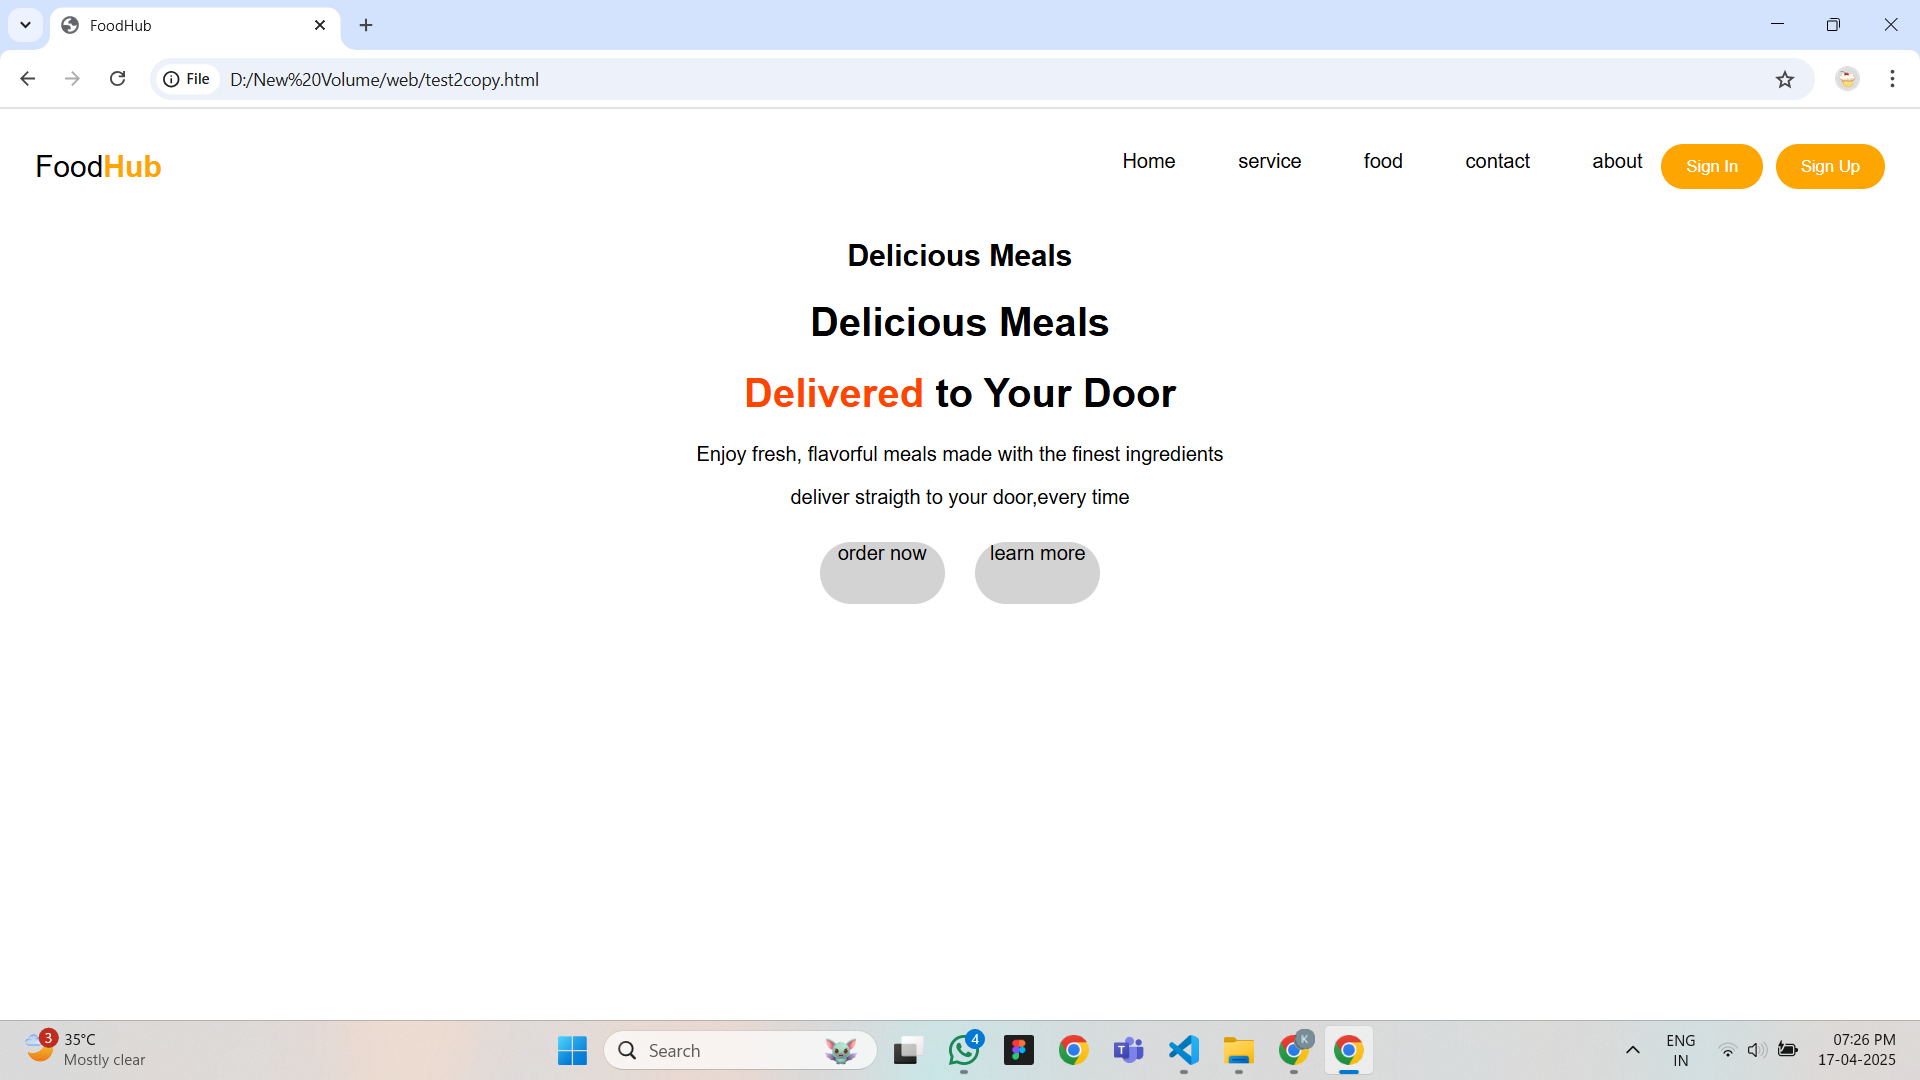 FoodHub
File D:/New%20Volume/web/test2copy.html
FoodHub Home service food contact about Sign In Sign Up
Delicious Meals
Delicious Meals
Delivered to Your Door
Enjoy fresh, flavorful meals made with the finest ingredients
deliver straigth to your door,every time
order now learn more
3 35°C
Mostly clear
Search
4
T
K
ENG
IN
07:26 PM
17-04-2025